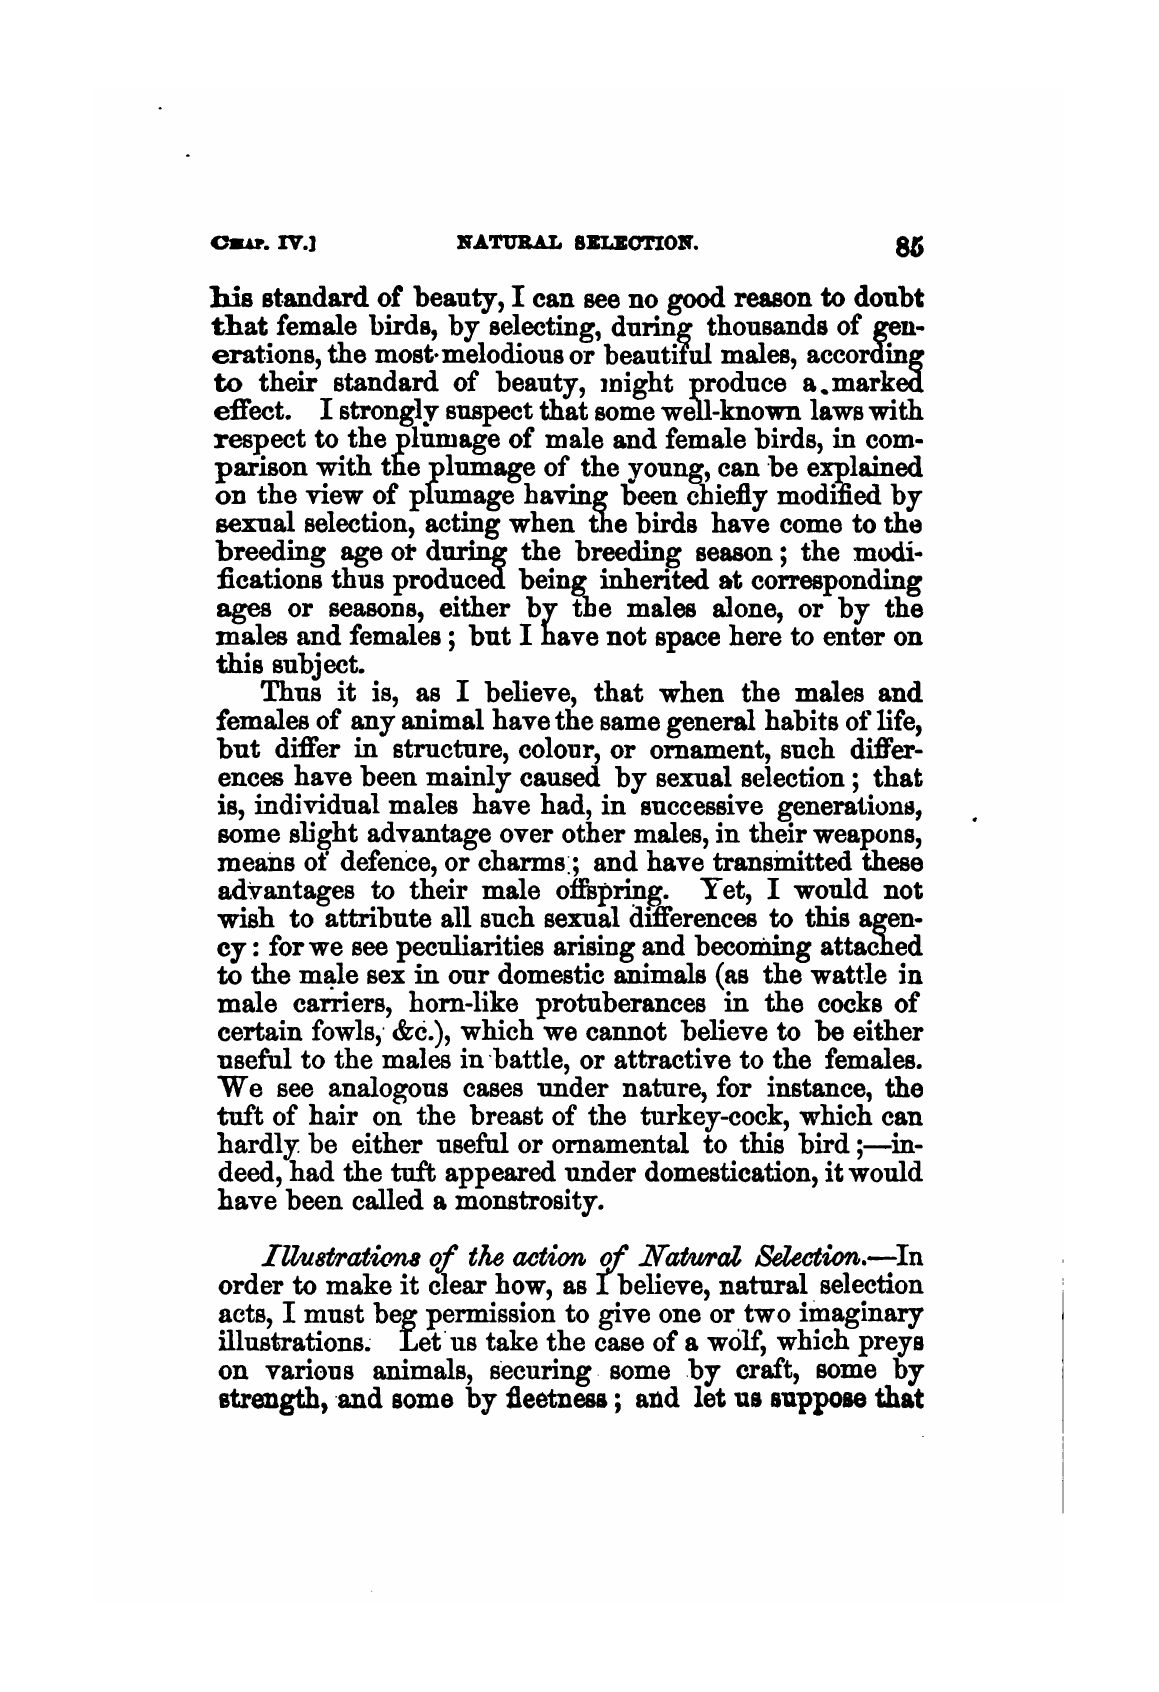 CHAP. IV.] NATURAL SELECTION. 85
his standard of beauty, I can see no good reason to doubt
that female birds, by selecting, during thousands of gen-
erations, the most melodious or beautiful males, according
to their standard of beauty, might produce a marked
effect. I strongly suspect that some well-known laws with
respect to the plumage of male and female birds, in com-
parison with the plumage of the young, can be explained
on the view of plumage having been chiefly modified by
sexual selection, acting when the birds have come to the
breeding age or during the breeding season; the modi-
fications thus produced being inherited at corresponding
ages or seasons, either by the males alone, or by the
males and females; but I have not space here to enter on
this subject.
Thus it is, as I believe, that when the males and
females of any animal have the same general habits of life,
but differ in structure, colour, or ornament, such differ-
ences have been mainly caused by sexual selection; that
is, individual males have had, in successive generations,
some slight advantage over other males, in their weapons,
means of defence, or charms; and have transmitted these
advantages to their male offspring. Yet, I would not
wish to attribute all such sexual differences to this agen-
cy: for we see peculiarities arising and becoming attached
to the male sex in our domestic animals (as the wattle in
male carriers, horn-like protuberances in the cocks of
certain fowls, &c.), which we cannot believe to be either
useful to the males in battle, or attractive to the females.
We see analogous cases under nature, for instance, the
tuft of hair on the breast of the turkey-cock, which can
hardly be either useful or ornamental to this bird;—in-
deed, had the tuft appeared under domestication, it would
have been called a monstrosity.
Illustrations of the action of Natural Selection.—In
order to make it clear how, as I believe, natural selection
acts, I must beg permission to give one or two imaginary
illustrations. Let us take the case of a wolf, which preys
on various animals, securing some by craft, some by
strength, and some by fleetness; and let us suppose that